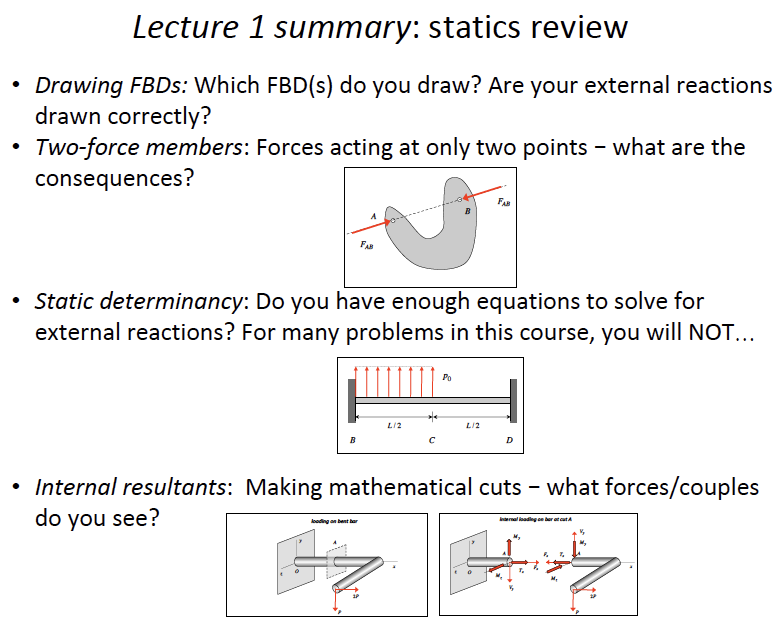 Lecture 1 summary: statics review
• Drawing FBDs: Which FBD(s) do you draw? Are your external reactions
drawn correctly?
• Two-force members: Forces acting at only two points – what are the
consequences?
A
B
F_AB
F_AB
• Static determinancy: Do you have enough equations to solve for
external reactions? For many problems in this course, you will NOT…
p₀
L/2
L/2
B
C
D
• Internal resultants:  Making mathematical cuts – what forces/couples
do you see?
loading on bent bar
y
A
O
x
z
2P
P
Internal loading on bar at cut A
y
A
O
z
x
2P
P